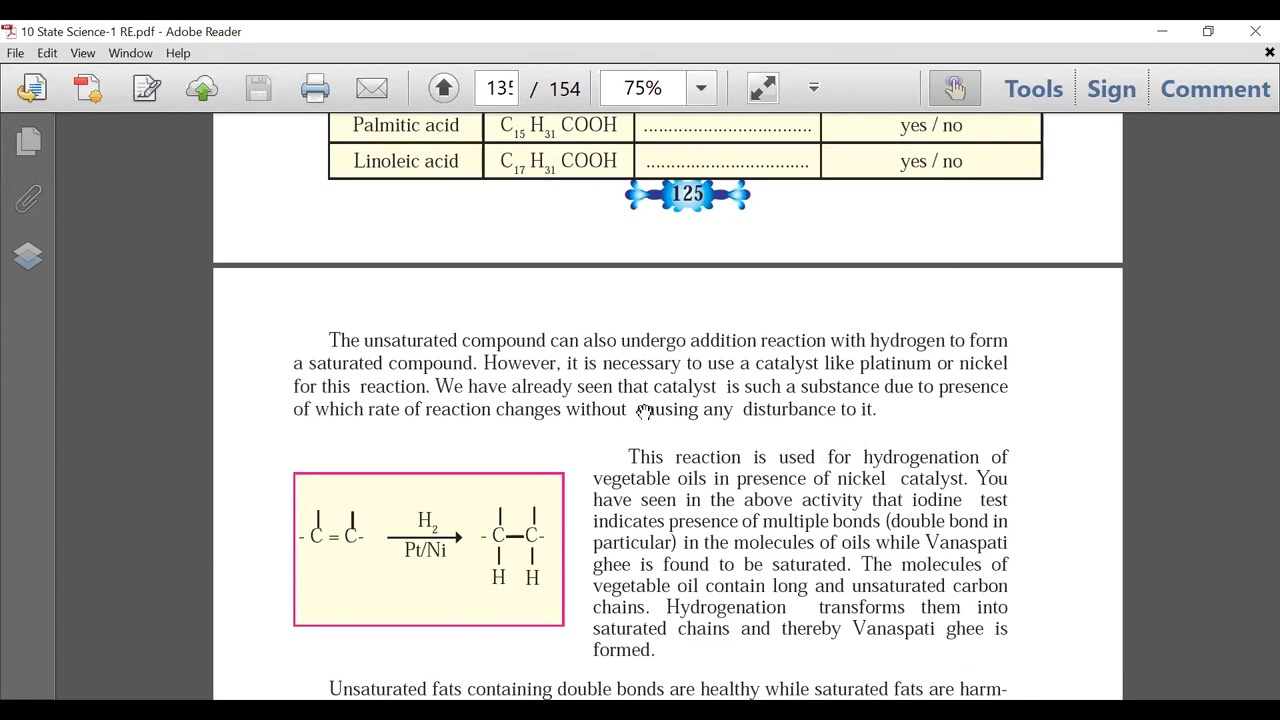 10 State Science-1 RE.pdf - Adobe Reader
File Edit View Window Help
135 / 154 75% Tools Sign Comment
Palmitic acid C15 H31 COOH ................................ yes / no
Linoleic acid C17 H31 COOH ............................... yes / no
125
The unsaturated compound can also undergo addition reaction with hydrogen to form
a saturated compound. However, it is necessary to use a catalyst like platinum or nickel
for this reaction. We have already seen that catalyst is such a substance due to presence
of which rate of reaction changes without causing any disturbance to it.
This reaction is used for hydrogenation of
vegetable oils in presence of nickel catalyst. You
have seen in the above activity that iodine test
indicates presence of multiple bonds (double bond in
particular) in the molecules of oils while Vanaspati
ghee is found to be saturated. The molecules of
vegetable oil contain long and unsaturated carbon
chains. Hydrogenation transforms them into
saturated chains and thereby Vanaspati ghee is
formed.
H2
- C = C- - C - C-
Pt/Ni
H H
Unsaturated fats containing double bonds are healthy while saturated fats are harm-